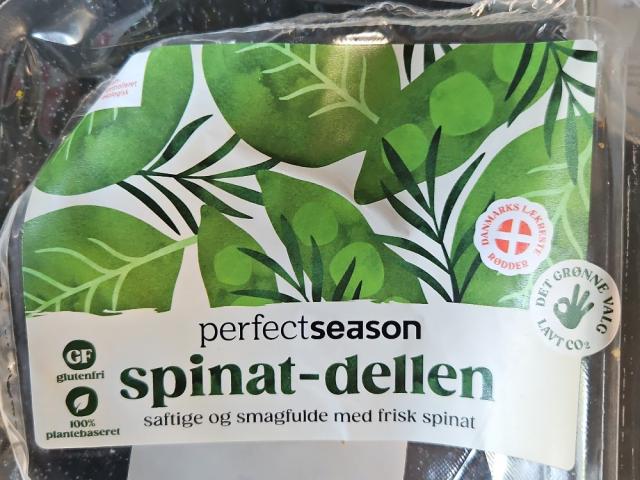 økologisk
DANMARKS LÆKRESTE
RØDDER
DET GRØNNE VALG
LAVT CO2
perfectseason
GF
glutenfri
spinat-dellen
saftige og smagfulde med frisk spinat
100%
plantebaseret